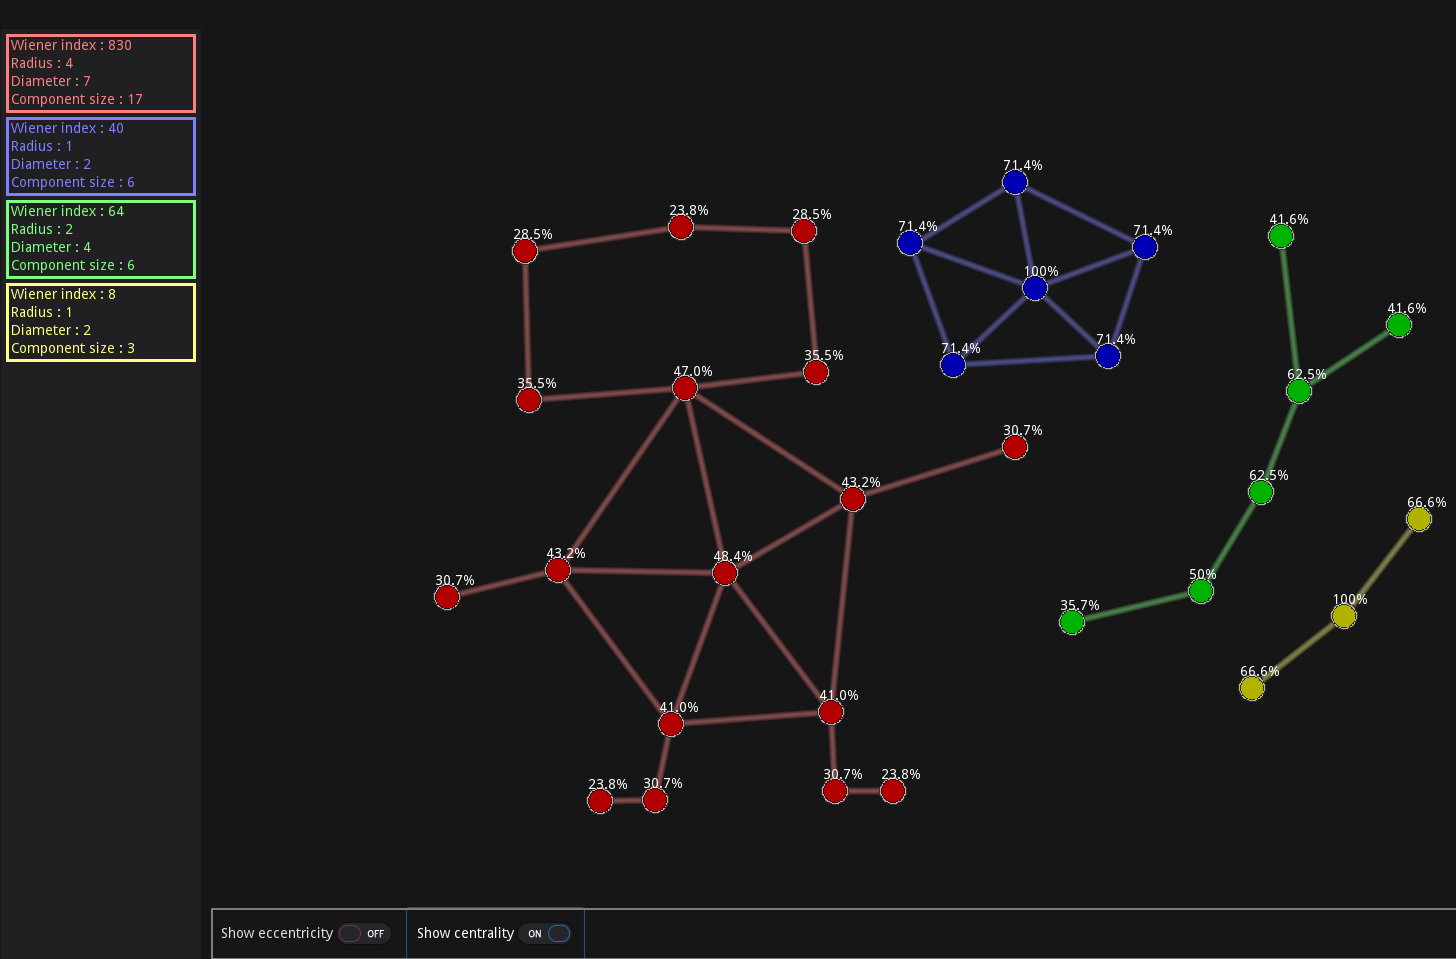 Wiener index : 830
Radius : 4
Diameter : 7
Component size : 17
Wiener index : 40
Radius : 1
Diameter : 2
Component size : 6
Wiener index : 64
Radius : 2
Diameter : 4
Component size : 6
Wiener index : 8
Radius : 1
Diameter : 2
Component size : 3
28.5%
23.8%
28.5%
35.5%
47.0%
35.5%
43.2%
30.7%
43.2%
30.7%
48.4%
41.0%
41.0%
23.8%
30.7%
30.7%
23.8%
71.4%
71.4%
71.4%
100%
71.4%
71.4%
41.6%
41.6%
62.5%
62.5%
50%
35.7%
66.6%
100%
66.6%
Show eccentricity OFF
Show centrality ON